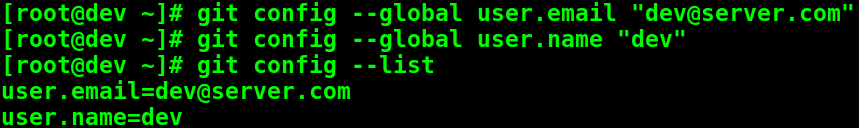 [root@dev ~]# git config --global user.email "dev@server.com"
[root@dev ~]# git config --global user.name "dev"
[root@dev ~]# git config --list
user.email=dev@server.com
user.name=dev